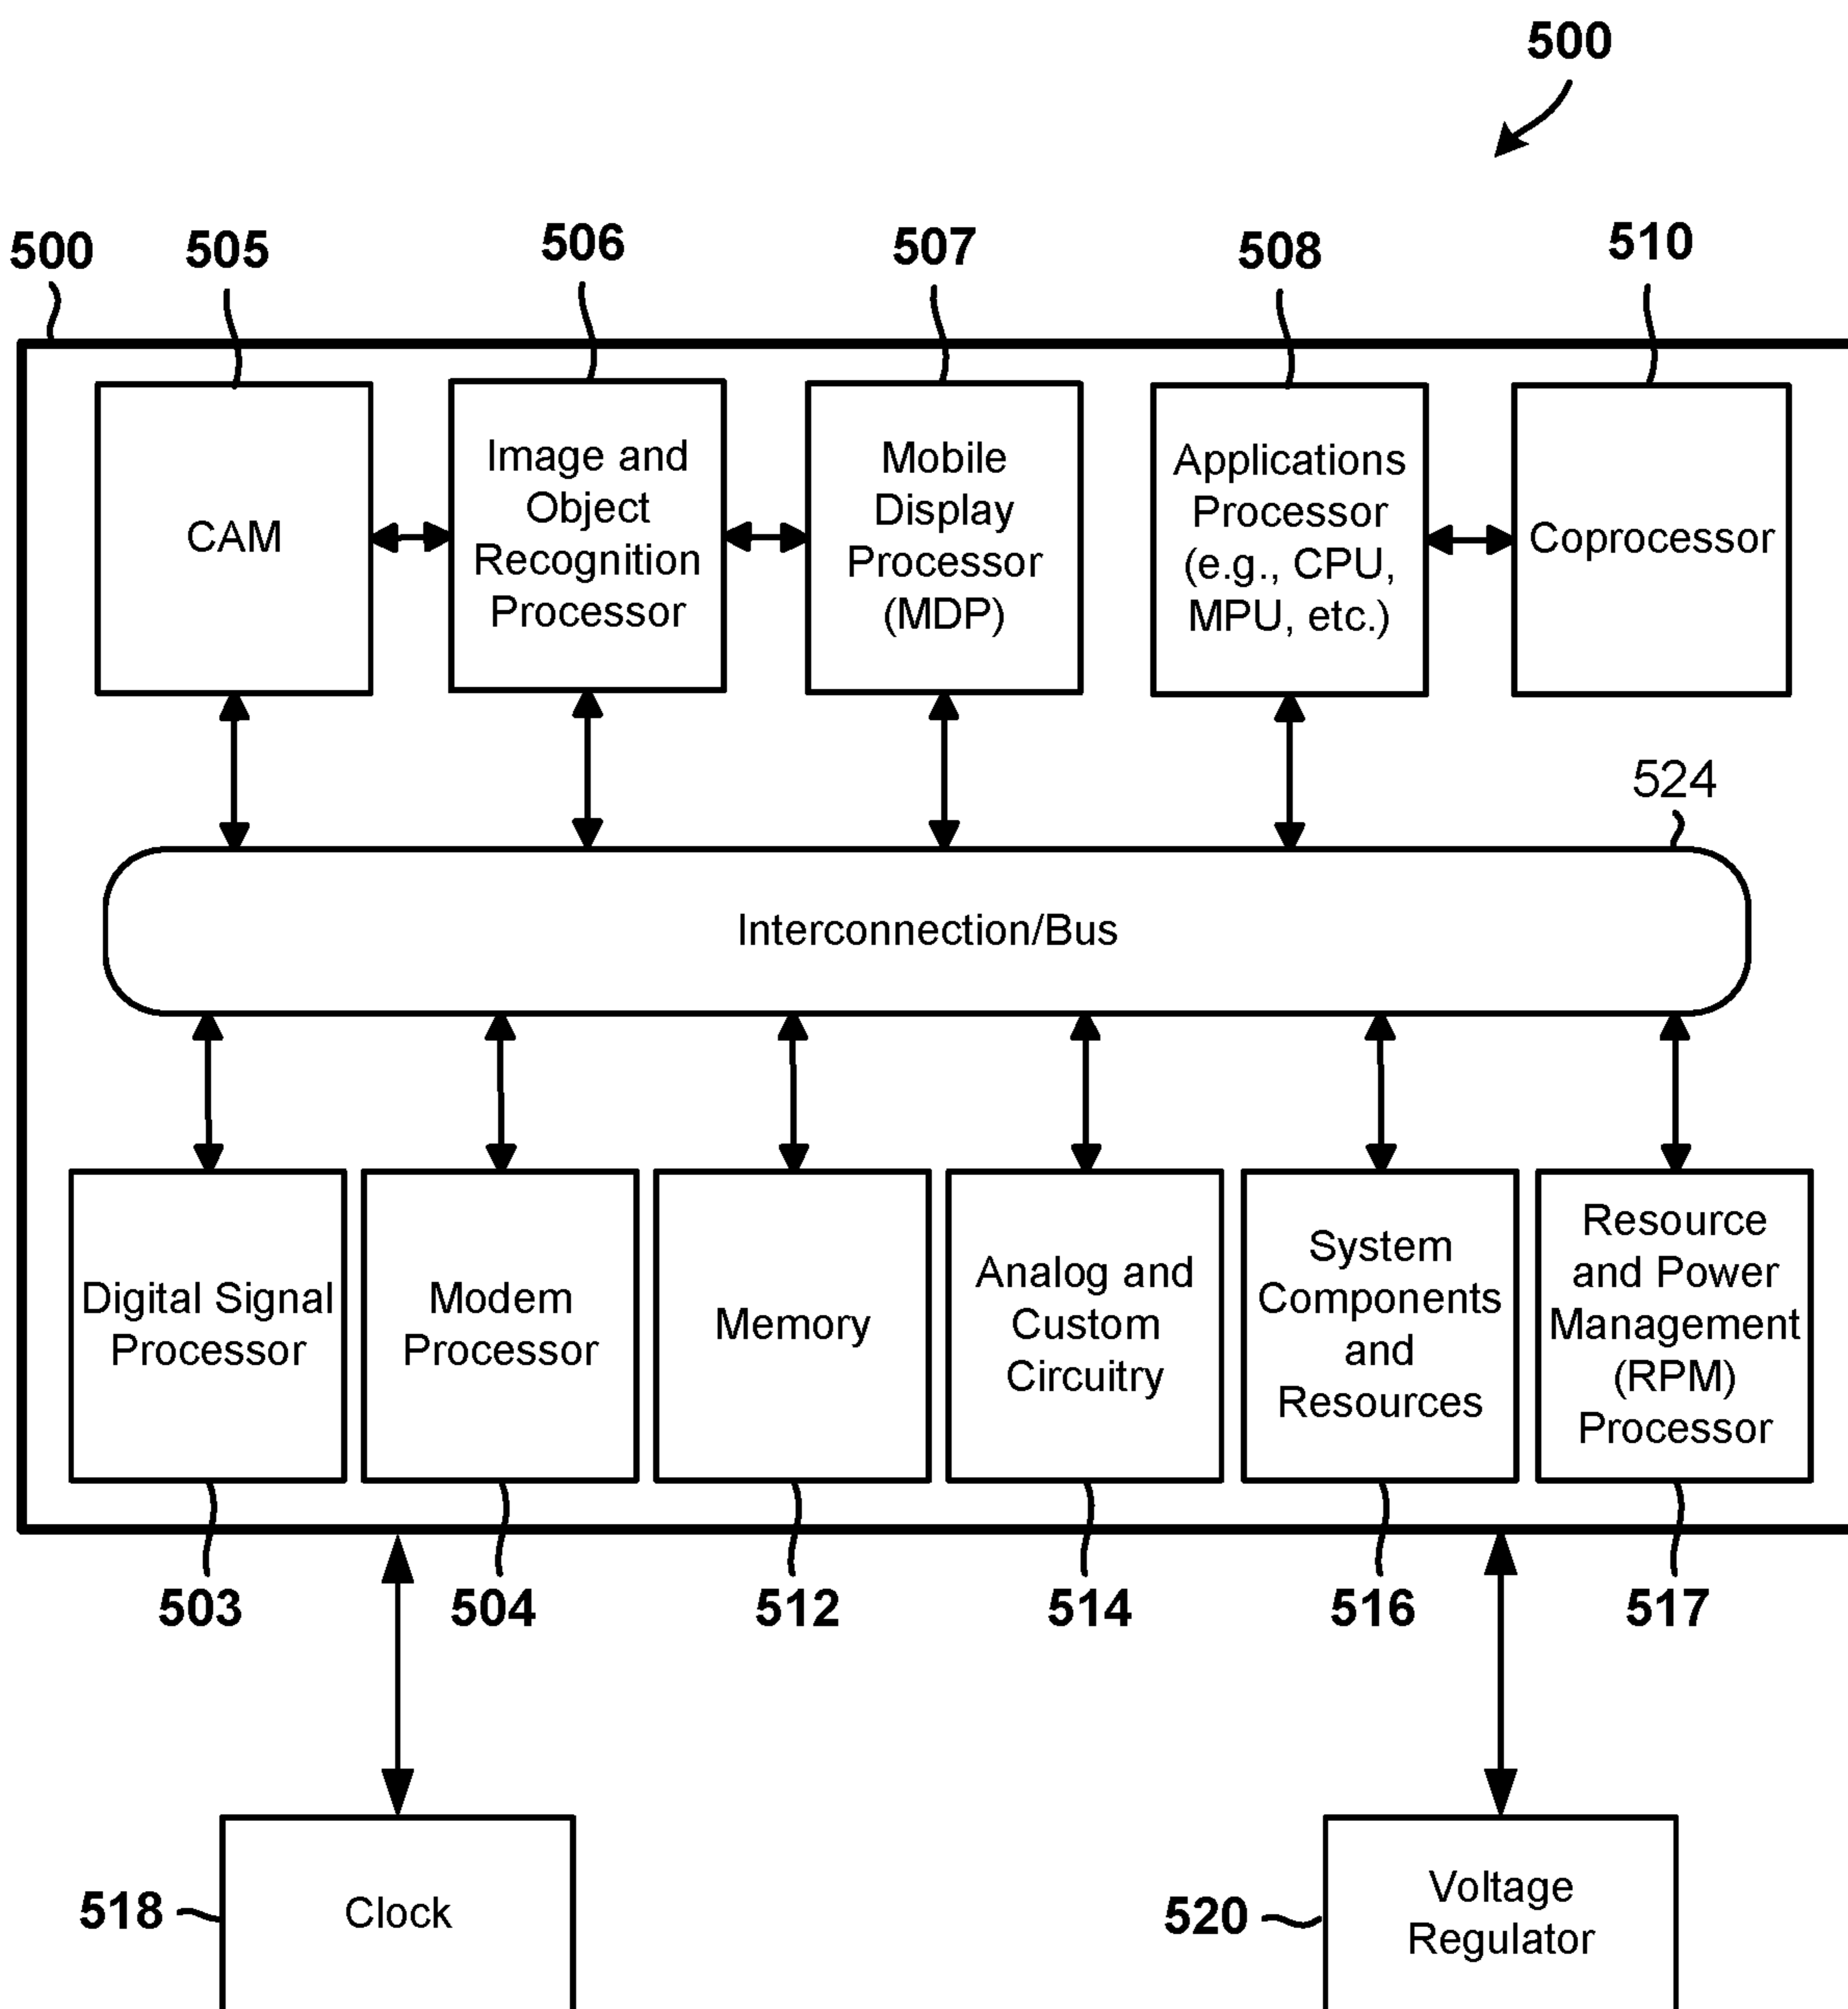 500
500
505
506
507
508
510
CAM
Image and
Object
Recognition
Processor
Mobile
Display
Processor
(MDP)
Applications
Processor
(e.g., CPU,
MPU, etc.)
Coprocessor
524
Interconnection/Bus
Digital Signal
Processor
Modem
Processor
Memory
Analog and
Custom
Circuitry
System
Components
and
Resources
Resource
and Power
Management
(RPM)
Processor
503
504
512
514
516
517
518
Clock
520
Voltage
Regulator